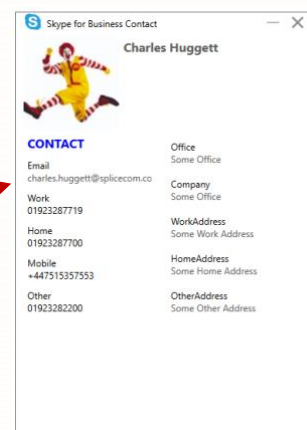 Skype for Business Contact
Charles Huggett
CONTACT
Email
charles.huggett@splicecom.co
Work
01923287719
Home
01923287700
Mobile
+447515357553
Other
01923282200
Office
Some Office
Company
Some Office
WorkAddress
Some Work Address
HomeAddress
Some Home Address
OtherAddress
Some Other Address